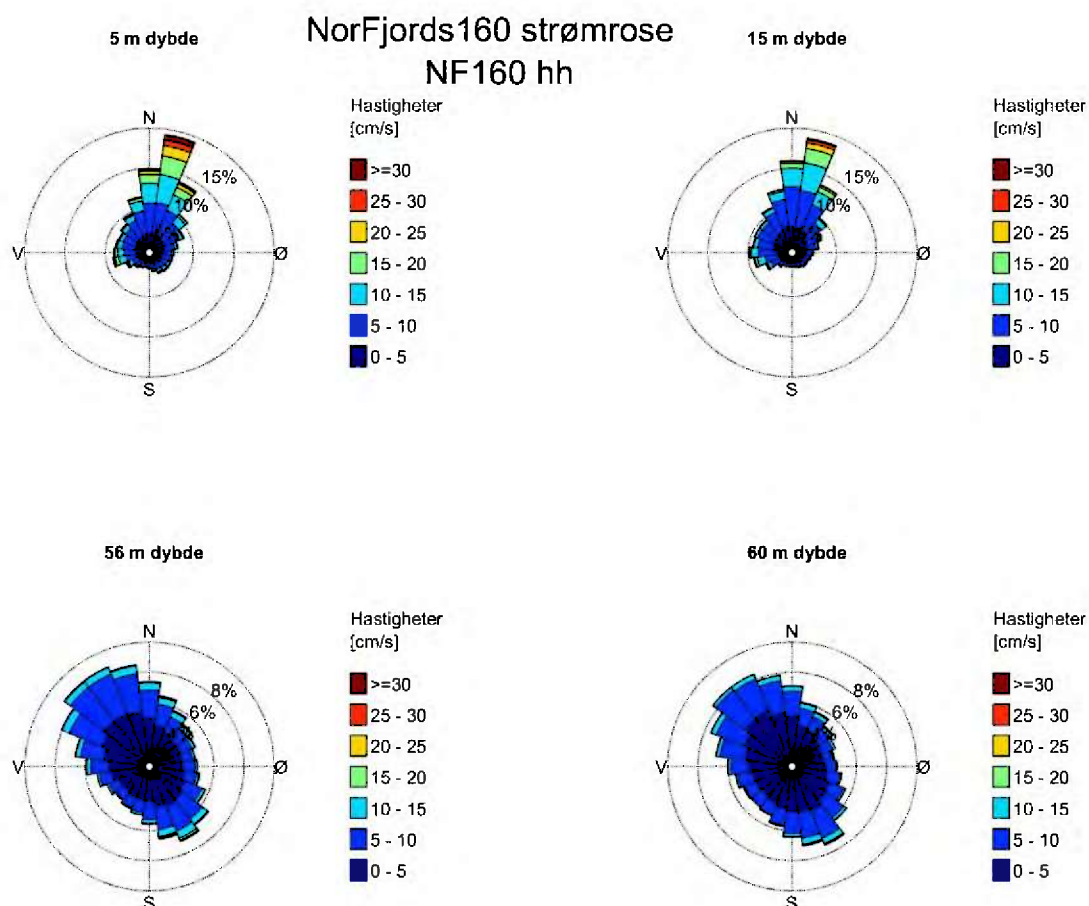 NorFjords160 strømrose
NF160 hh
5 m dybde
N
15%
10%
V
Ø
S
Hastigheter
[cm/s]
>=30
25 - 30
20 - 25
15 - 20
10 - 15
5 - 10
0 - 5
15 m dybde
N
15%
10%
V
Ø
S
Hastigheter
[cm/s]
>=30
25 - 30
20 - 25
15 - 20
10 - 15
5 - 10
0 - 5
56 m dybde
N
8%
6%
V
Ø
S
Hastigheter
[cm/s]
>=30
25 - 30
20 - 25
15 - 20
10 - 15
5 - 10
0 - 5
60 m dybde
N
8%
6%
V
Ø
S
Hastigheter
[cm/s]
>=30
25 - 30
20 - 25
15 - 20
10 - 15
5 - 10
0 - 5